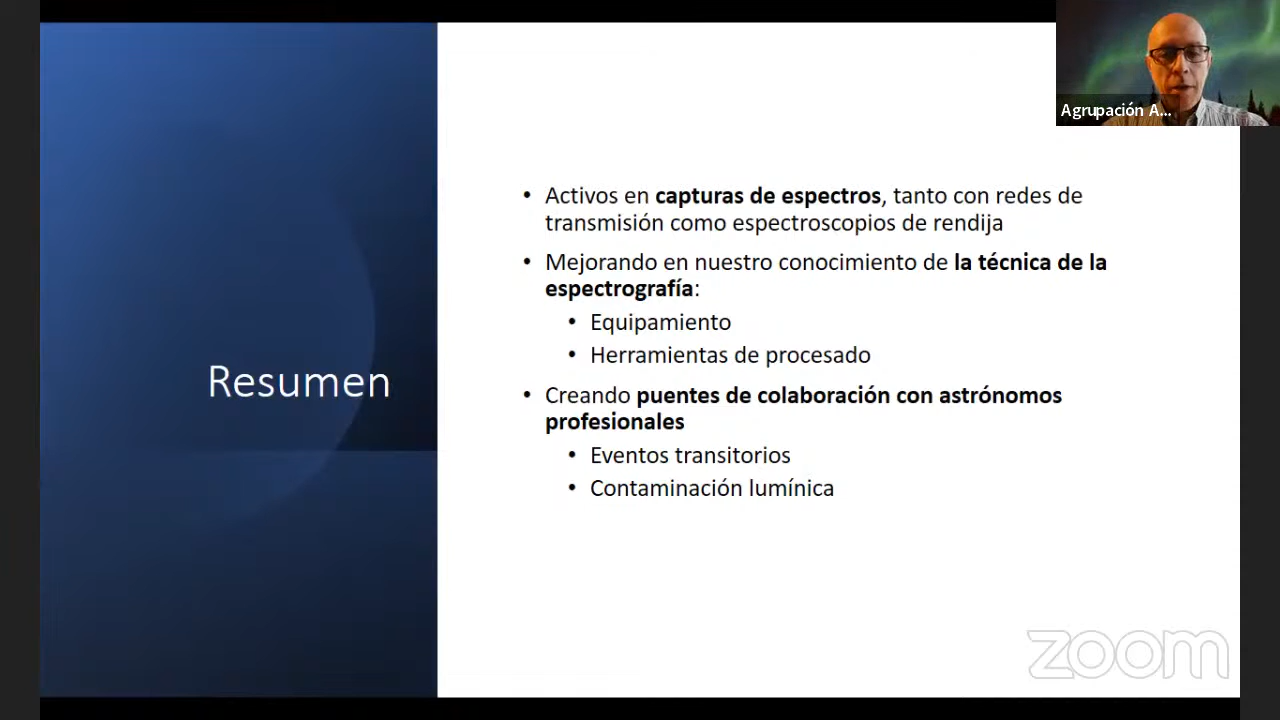 Agrupación A...
• Activos en capturas de espectros, tanto con redes de
transmisión como espectroscopios de rendija
• Mejorando en nuestro conocimiento de la técnica de la
espectrografía:
• Equipamiento
• Herramientas de procesado
Resumen
• Creando puentes de colaboración con astrónomos
profesionales
• Eventos transitorios
• Contaminación lumínica
zoom